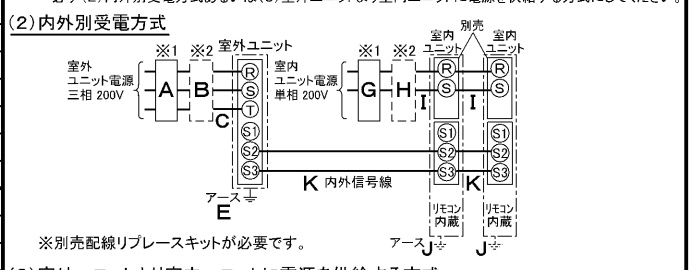 (2)内外別受電方式
別売
※1 ※2 室外ユニット ※1 ※2 室内ユニット 室内ユニット
室外ユニット電源 三相 200V
A B C
R
S
T
S1
S2
S3
室内ユニット電源 単相 200V
G H I I
R
S
R
S
S1
S2
S3
S1
S2
S3
K 内外信号線 K
アース
E
リモコン内蔵
リモコン内蔵
アース J J
※別売配線リプレースキットが必要です。